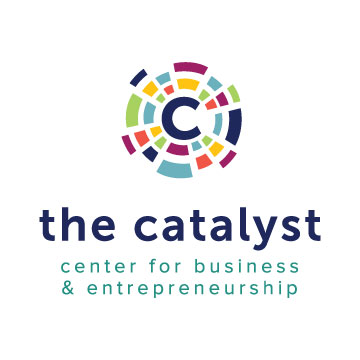 c
the catalyst
center for business
& entrepreneurship